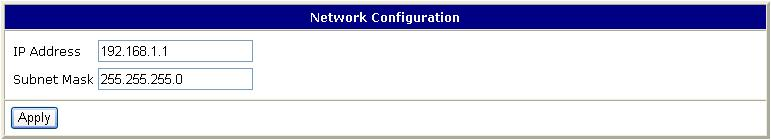 Network Configuration
IP Address 192.168.1.1
Subnet Mask 255.255.255.0
Apply